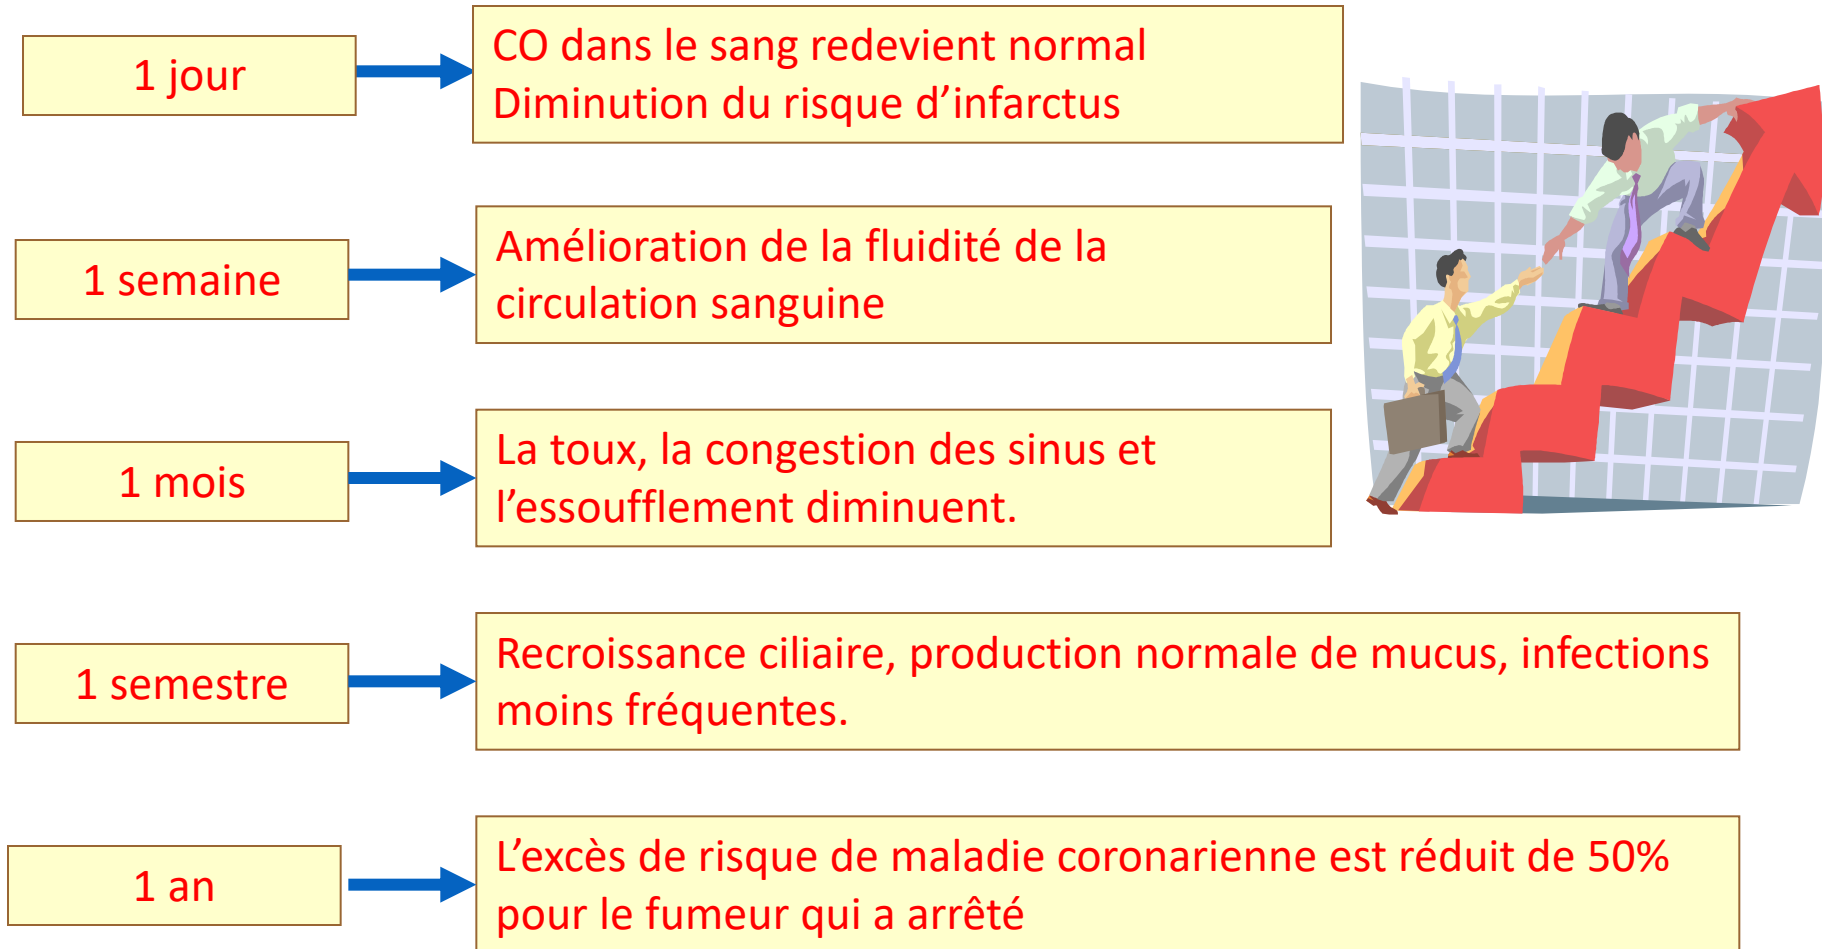 1 jour
CO dans le sang redevient normal
Diminution du risque d’infarctus
1 semaine
Amélioration de la fluidité de la
circulation sanguine
1 mois
La toux, la congestion des sinus et
l’essoufflement diminuent.
1 semestre
Recroissance ciliaire, production normale de mucus, infections
moins fréquentes.
1 an
L’excès de risque de maladie coronarienne est réduit de 50%
pour le fumeur qui a arrêté